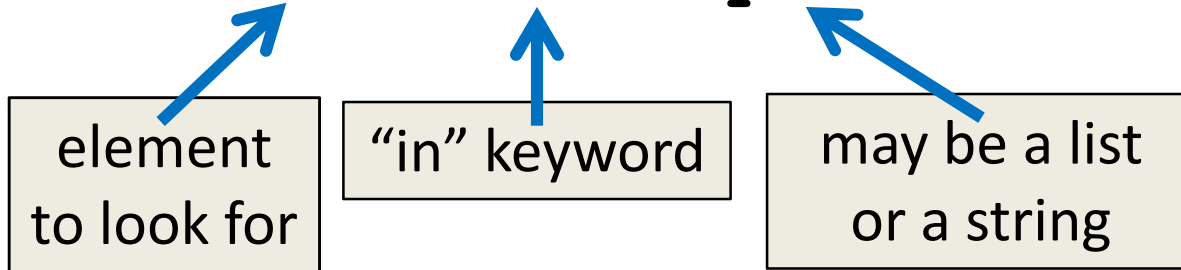 element
to look for
“in” keyword
may be a list
or a string